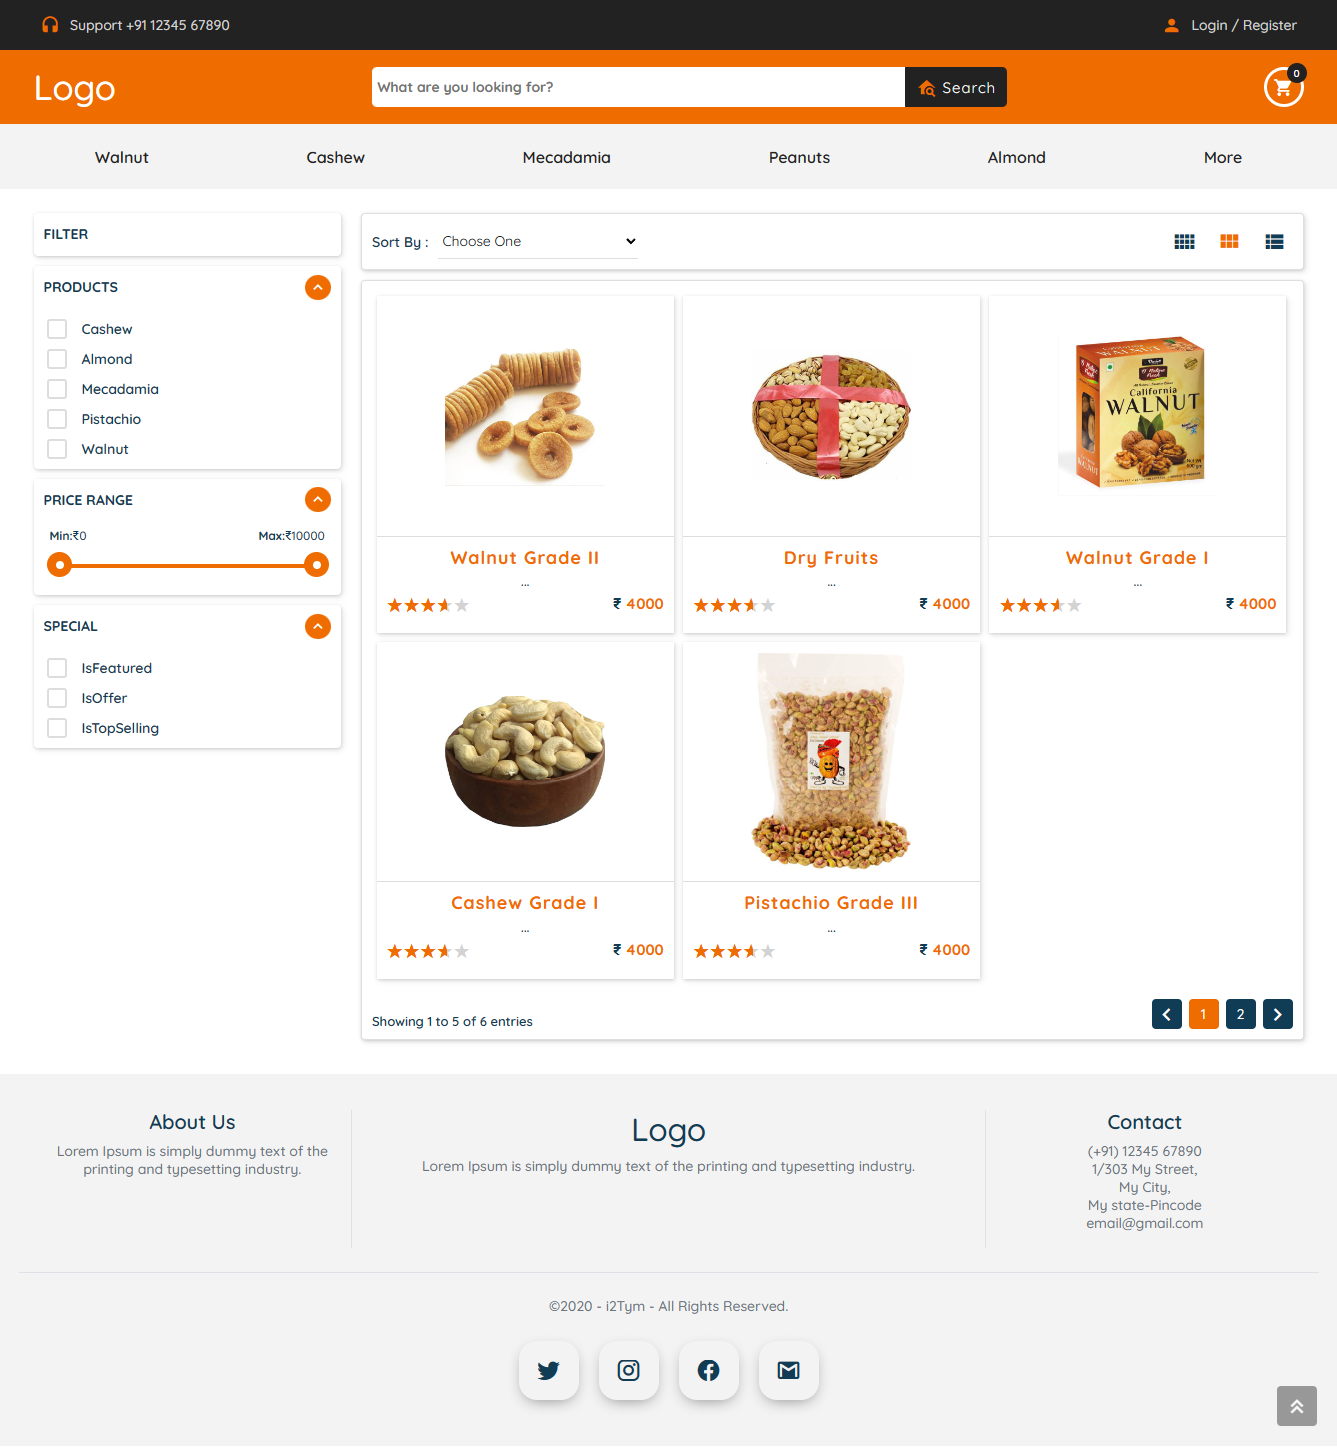 Support +91 12345 67890
Login / Register
Logo
What are you looking for?
Search
0
Walnut
Cashew
Mecadamia
Peanuts
Almond
More
FILTER
PRODUCTS
Cashew
Almond
Mecadamia
Pistachio
Walnut
PRICE RANGE
Min:₹0
Max:₹10000
SPECIAL
IsFeatured
IsOffer
IsTopSelling
Sort By :
Choose One
California
WALNUT
Walnut Grade II
...
₹ 4000
Dry Fruits
...
₹ 4000
Walnut Grade I
...
₹ 4000
Cashew Grade I
...
₹ 4000
Pistachio Grade III
...
₹ 4000
Showing 1 to 5 of 6 entries
1
2
About Us
Lorem Ipsum is simply dummy text of the
printing and typesetting industry.
Logo
Lorem Ipsum is simply dummy text of the printing and typesetting industry.
Contact
(+91) 12345 67890
1/303 My Street,
My City,
My state-Pincode
email@gmail.com
©2020 - i2Tym - All Rights Reserved.